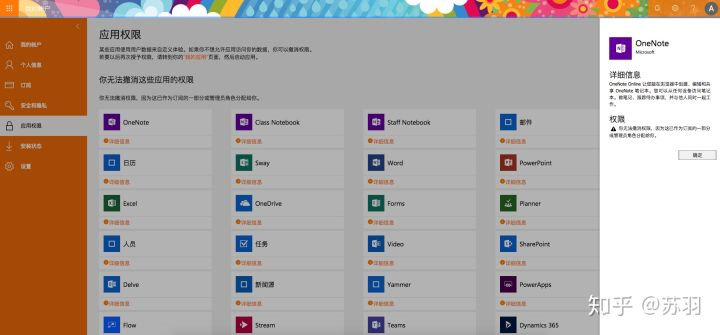 我的帐户
A
我的帐户
个人信息
订阅
安全和隐私
应用权限
安装状态
设置
应用权限
某些应用使用用户数据来自定义体验。如果你不想允许应用访问你的数据，你可以撤消权限。
若要以后再次授予权限，请转到你的"我的应用"页面，然后启动应用。
你无法撤消这些应用的权限
你无法撤消权限，因为这已作为订阅的一部分或管理员角色分配给你。
OneNote
Class Notebook
Staff Notebook
邮件
详细信息
详细信息
详细信息
详细信息
日历
Sway
Word
PowerPoint
详细信息
详细信息
详细信息
详细信息
Excel
OneDrive
Forms
Planner
详细信息
详细信息
详细信息
详细信息
人员
任务
Video
SharePoint
详细信息
详细信息
详细信息
详细信息
Delve
新闻源
Yammer
PowerApps
详细信息
详细信息
详细信息
详细信息
Flow
Stream
Teams
Dynamics 365
OneNote
Microsoft
详细信息
OneNote Online 让您能在浏览器中创建、编辑和共
享 OneNote 笔记本。您可以从任何设备访问笔记
本、做笔记、跟踪待办事项，并与他人同时一起工
作。
权限
你无法撤消权限，因为这已作为订阅的一部分
或管理员角色分配给你。
确定
知乎 @苏羽